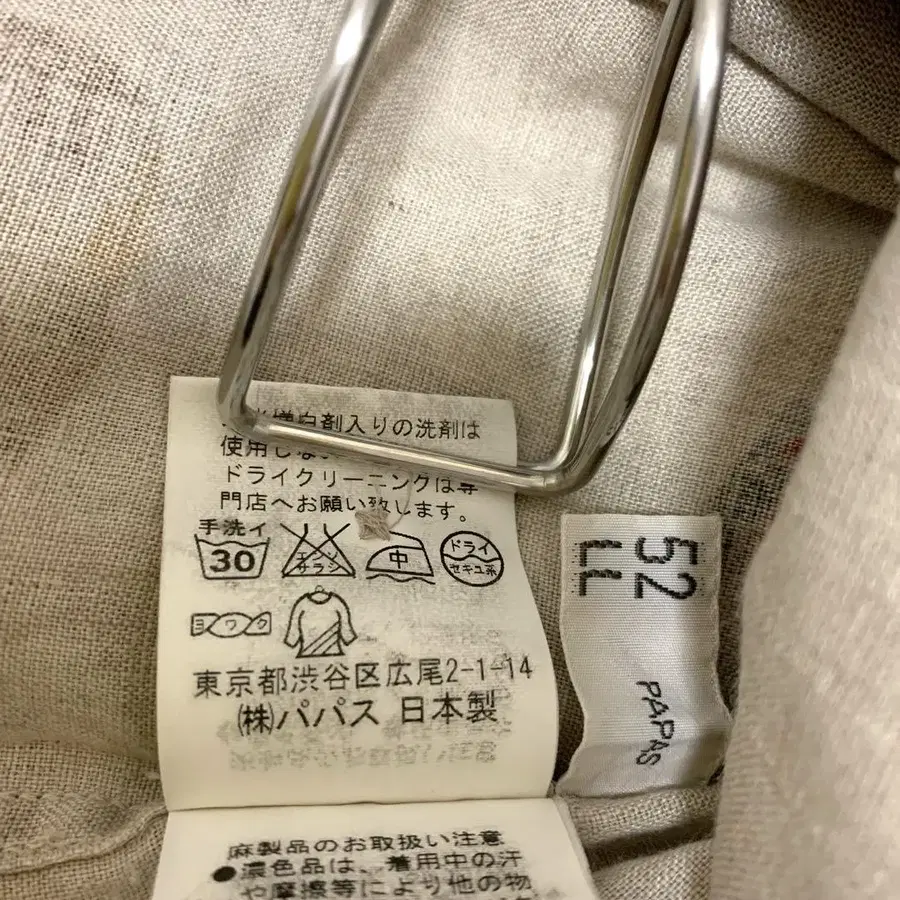 増白剤入りの洗剤は
使用しな
ドライクリーニングは専
門店へお願い致します。
手洗イ
30
エンソ
サラシ
中
ドライ
セキユ系
ヨワク
東京都渋谷区広尾2-1-14
㈱パパス 日本製
52
LL
PAPAS
麻製品のお取扱い注意
●濃色品は、着用中の汗
や摩擦等により他の物